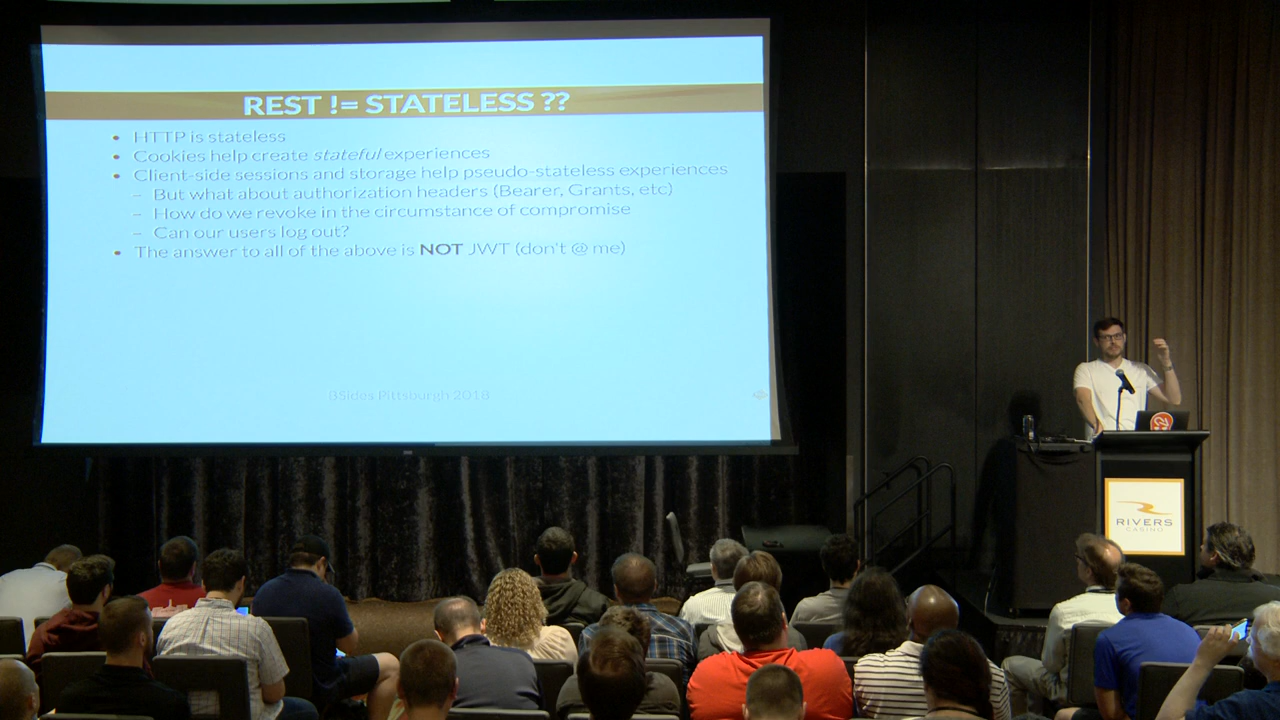 REST != STATELESS ??
• HTTP is stateless
• Cookies help create stateful experiences
• Client-side sessions and storage help pseudo-stateless experiences
– But what about authorization headers (Bearer, Grants, etc)
– How do we revoke in the circumstance of compromise
– Can our users log out?
• The answer to all of the above is NOT JWT (don't @ me)
BSides Pittsburgh 2018
RIVERS
CASINO